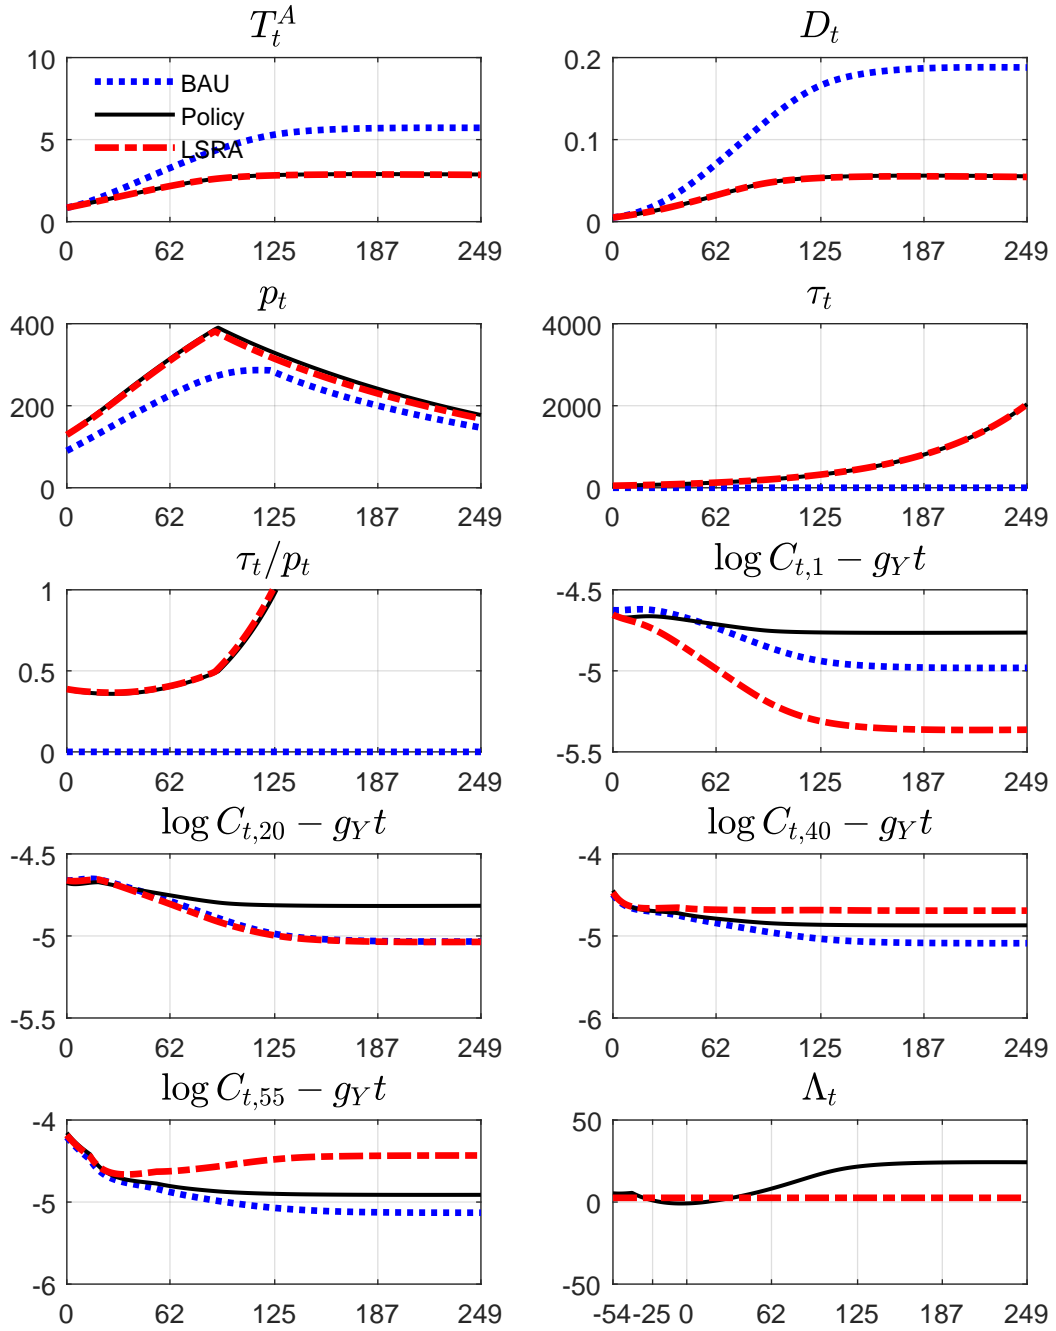 T_t^A
10
5
0
BAU
Policy
LSRA
0 62 125 187 249
D_t
0.2
0.1
0
0 62 125 187 249
p_t
400
200
0
0 62 125 187 249
τ_t
4000
2000
0
0 62 125 187 249
τ_t/p_t
1
0.5
0
0 62 125 187 249
log C_{t,1} − g_Y t
-4.5
-5
-5.5
0 62 125 187 249
log C_{t,20} − g_Y t
-4.5
-5
-5.5
0 62 125 187 249
log C_{t,40} − g_Y t
-4
-5
-6
0 62 125 187 249
log C_{t,55} − g_Y t
-4
-5
-6
0 62 125 187 249
Λ_t
50
0
-50
-54 -25 0 62 125 187 249